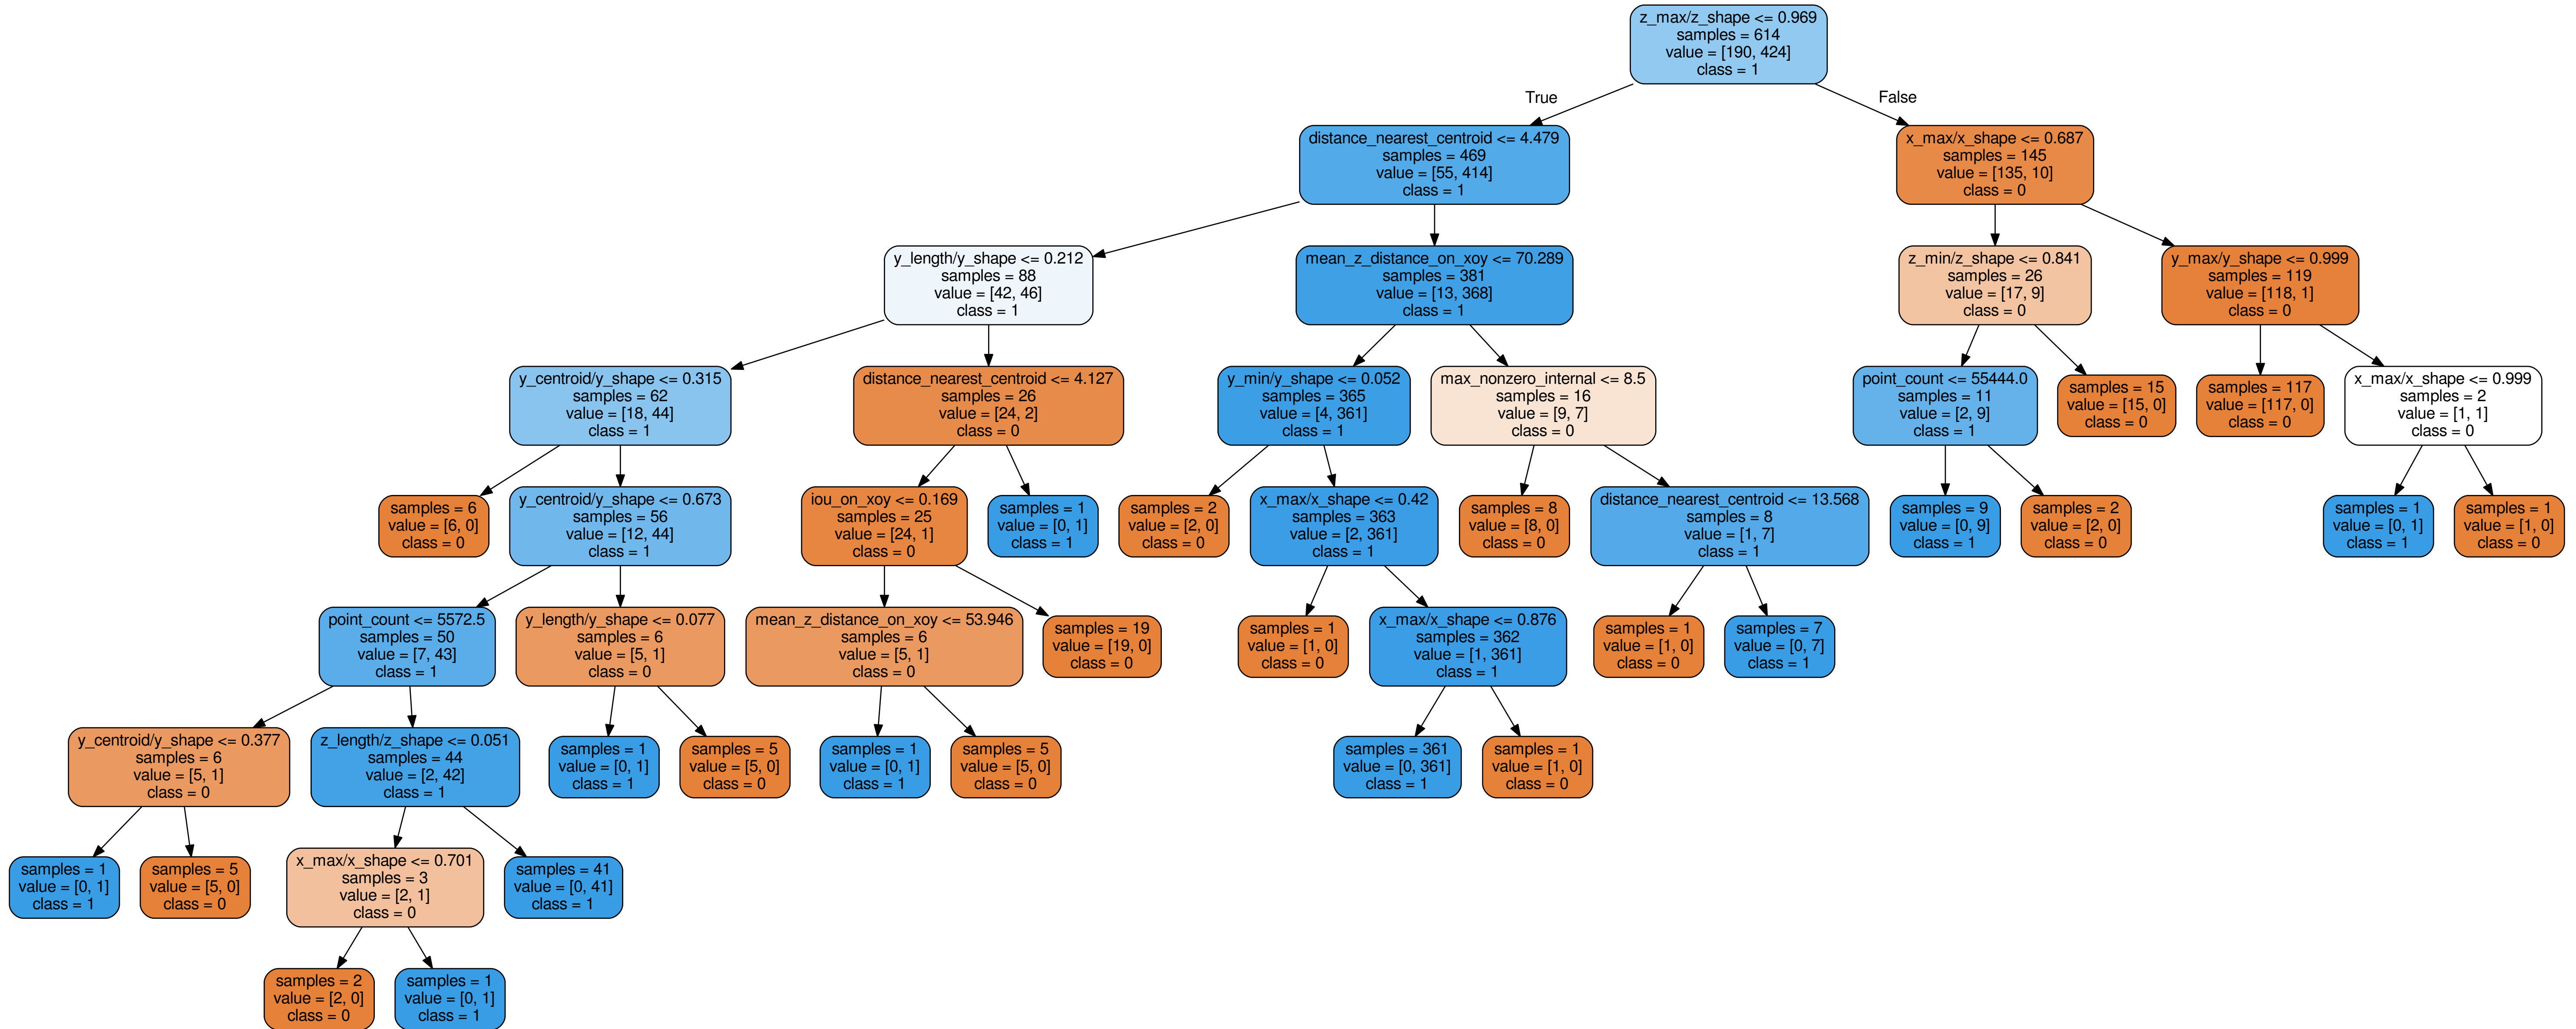 z_max/z_shape <= 0.969
samples = 614
value = [190, 424]
class = 1
True
False
distance_nearest_centroid <= 4.479
samples = 469
value = [55, 414]
class = 1
x_max/x_shape <= 0.687
samples = 145
value = [135, 10]
class = 0
y_length/y_shape <= 0.212
samples = 88
value = [42, 46]
class = 1
mean_z_distance_on_xoy <= 70.289
samples = 381
value = [13, 368]
class = 1
z_min/z_shape <= 0.841
samples = 26
value = [17, 9]
class = 0
y_max/y_shape <= 0.999
samples = 119
value = [118, 1]
class = 0
y_centroid/y_shape <= 0.315
samples = 62
value = [18, 44]
class = 1
distance_nearest_centroid <= 4.127
samples = 26
value = [24, 2]
class = 0
y_min/y_shape <= 0.052
samples = 365
value = [4, 361]
class = 1
max_nonzero_internal <= 8.5
samples = 16
value = [9, 7]
class = 0
point_count <= 55444.0
samples = 11
value = [2, 9]
class = 1
samples = 15
value = [15, 0]
class = 0
samples = 117
value = [117, 0]
class = 0
x_max/x_shape <= 0.999
samples = 2
value = [1, 1]
class = 0
samples = 6
value = [6, 0]
class = 0
y_centroid/y_shape <= 0.673
samples = 56
value = [12, 44]
class = 1
iou_on_xoy <= 0.169
samples = 25
value = [24, 1]
class = 0
samples = 1
value = [0, 1]
class = 1
samples = 2
value = [2, 0]
class = 0
x_max/x_shape <= 0.42
samples = 363
value = [2, 361]
class = 1
samples = 8
value = [8, 0]
class = 0
distance_nearest_centroid <= 13.568
samples = 8
value = [1, 7]
class = 1
samples = 9
value = [0, 9]
class = 1
samples = 2
value = [2, 0]
class = 0
samples = 1
value = [0, 1]
class = 1
samples = 1
value = [1, 0]
class = 0
point_count <= 5572.5
samples = 50
value = [7, 43]
class = 1
y_length/y_shape <= 0.077
samples = 6
value = [5, 1]
class = 0
mean_z_distance_on_xoy <= 53.946
samples = 6
value = [5, 1]
class = 0
samples = 19
value = [19, 0]
class = 0
samples = 1
value = [1, 0]
class = 0
x_max/x_shape <= 0.876
samples = 362
value = [1, 361]
class = 1
samples = 1
value = [1, 0]
class = 0
samples = 7
value = [0, 7]
class = 1
y_centroid/y_shape <= 0.377
samples = 6
value = [5, 1]
class = 0
z_length/z_shape <= 0.051
samples = 44
value = [2, 42]
class = 1
samples = 1
value = [0, 1]
class = 1
samples = 5
value = [5, 0]
class = 0
samples = 1
value = [0, 1]
class = 1
samples = 5
value = [5, 0]
class = 0
samples = 361
value = [0, 361]
class = 1
samples = 1
value = [1, 0]
class = 0
samples = 1
value = [0, 1]
class = 1
samples = 5
value = [5, 0]
class = 0
x_max/x_shape <= 0.701
samples = 3
value = [2, 1]
class = 0
samples = 41
value = [0, 41]
class = 1
samples = 2
value = [2, 0]
class = 0
samples = 1
value = [0, 1]
class = 1